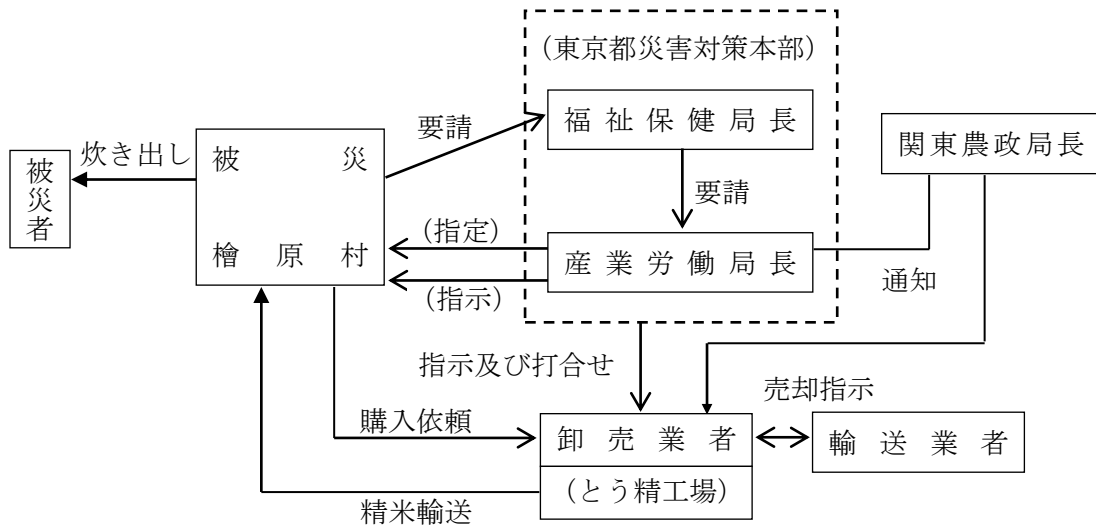 (東京都災害対策本部)
福祉保健局長
要請
関東農政局長
炊き出し
被災
被災者
要請
檜原村
(指定)
産業労働局長
(指示)
通知
指示及び打合せ
売却指示
購入依頼
卸売業者
輸送業者
(とう精工場)
精米輸送